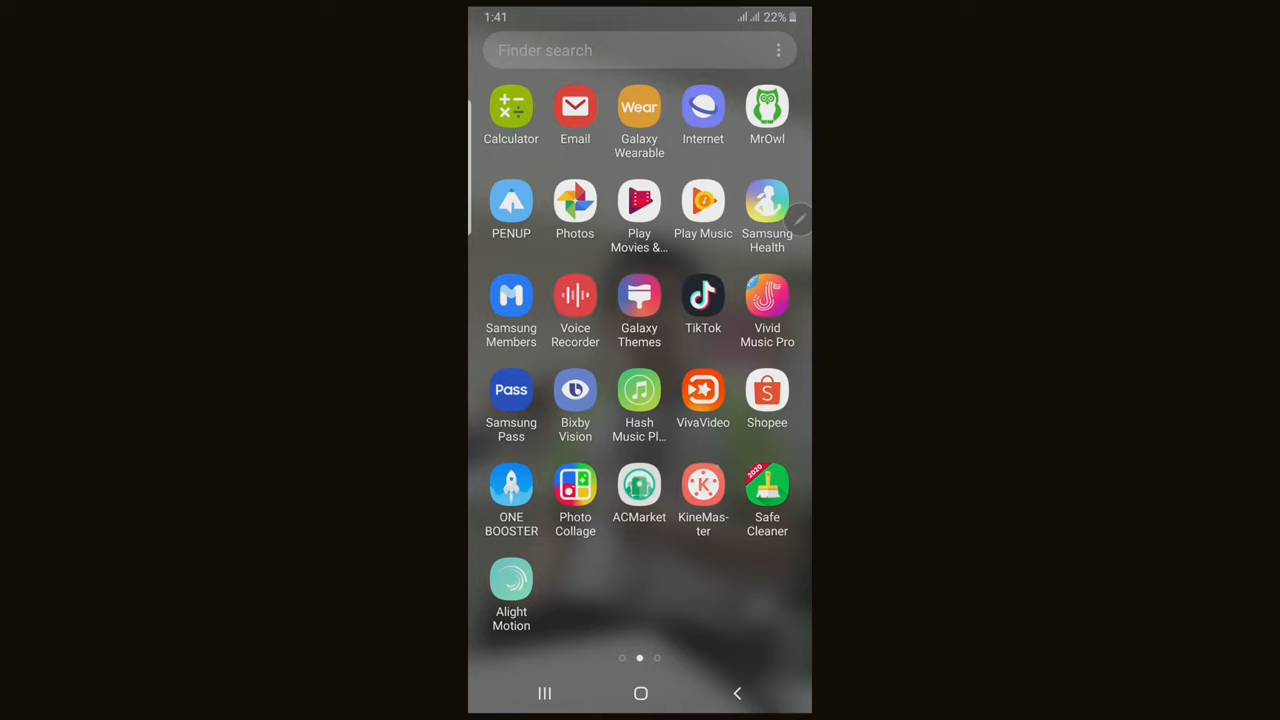 1:41
22%
Finder search
Calculator
Email
Wear
Galaxy
Wearable
Internet
MrOwl
PENUP
Photos
Play
Movies &...
Play Music
Samsung
Health
Samsung
Members
Voice
Recorder
Galaxy
Themes
TikTok
Vivid
Music Pro
Pass
Samsung
Pass
Bixby
Vision
Hash
Music Pl...
VivaVideo
S
Shopee
ONE
BOOSTER
Photo
Collage
ACMarket
K
KineMas-
ter
2020
Safe
Cleaner
Alight
Motion